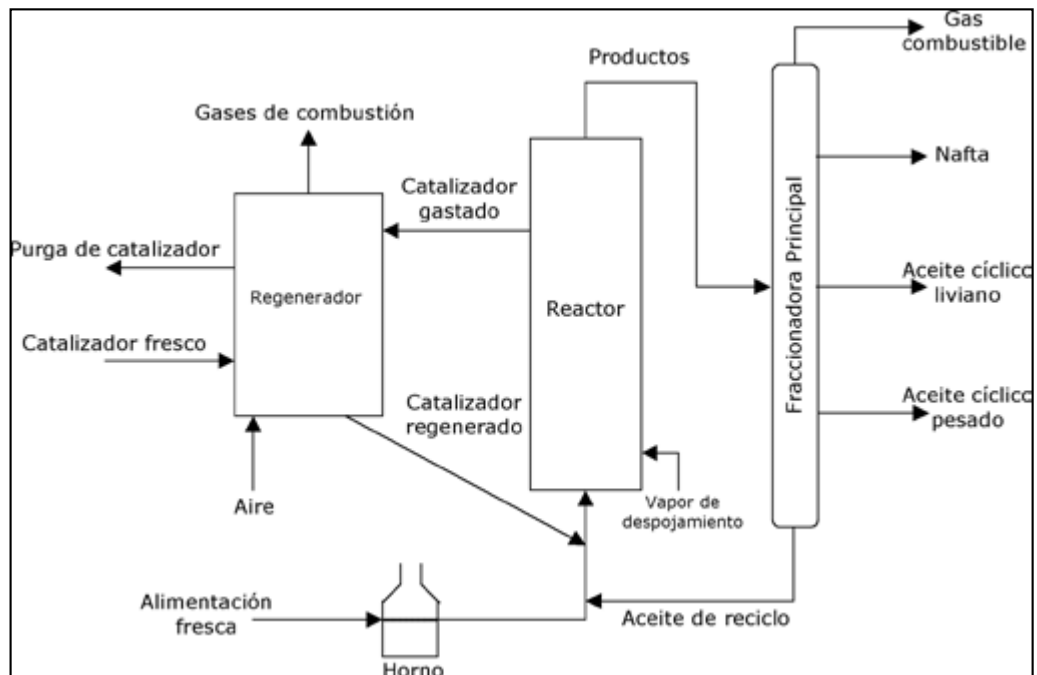 Gas
combustible
Productos
Gases de combustión
Nafta
Catalizador
gastado
Purga de catalizador
Regenerador
Reactor
Fraccionadora Principal
Aceite cíclico
liviano
Catalizador fresco
Catalizador
regenerado
Aceite cíclico
pesado
Aire
Vapor de
despojamiento
Alimentación
fresca
Aceite de reciclo
Horno